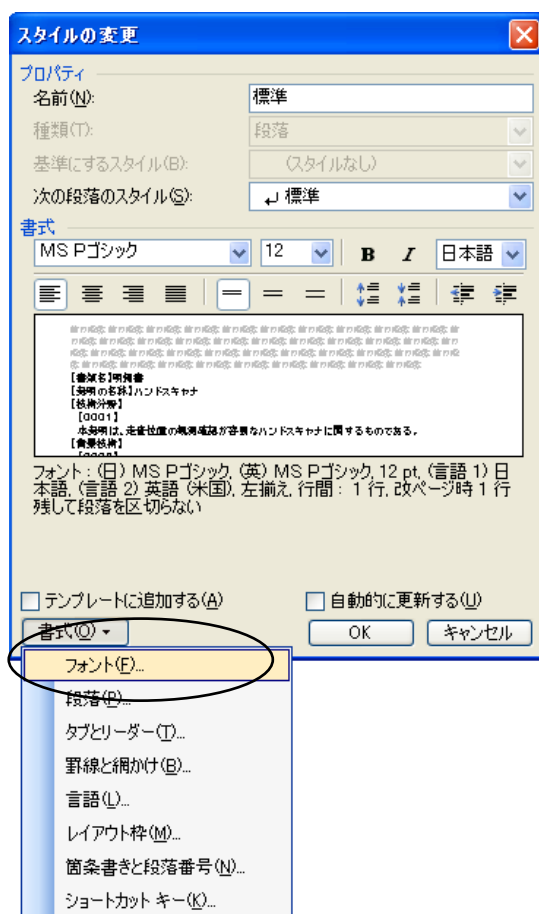 スタイルの変更
プロパティ
名前(N): 標準
種類(T): 段落
基準にするスタイル(B): (スタイルなし)
次の段落のスタイル(S): ↵ 標準
書式
MS Pゴシック 12 B I 日本語
【書類名】明細書
【発明の名称】ハンドスキャナ
【技術分野】
【0001】
本発明は、走査位置の観測確認が容易なハンドスキャナに関するものである。
【背景技術】
フォント : (日) MS Pゴシック, (英) MS Pゴシック, 12 pt, (言語 1) 日
本語, (言語 2) 英語 (米国), 左揃え, 行間 : 1 行, 改ページ時 1 行
残して段落を区切らない
テンプレートに追加する(A) 自動的に更新する(U)
書式(O) OK キャンセル
フォント(F)...
段落(P)...
タブとリーダー(T)...
罫線と網かけ(B)...
言語(L)...
レイアウト枠(M)...
箇条書きと段落番号(N)...
ショートカット キー(K)...